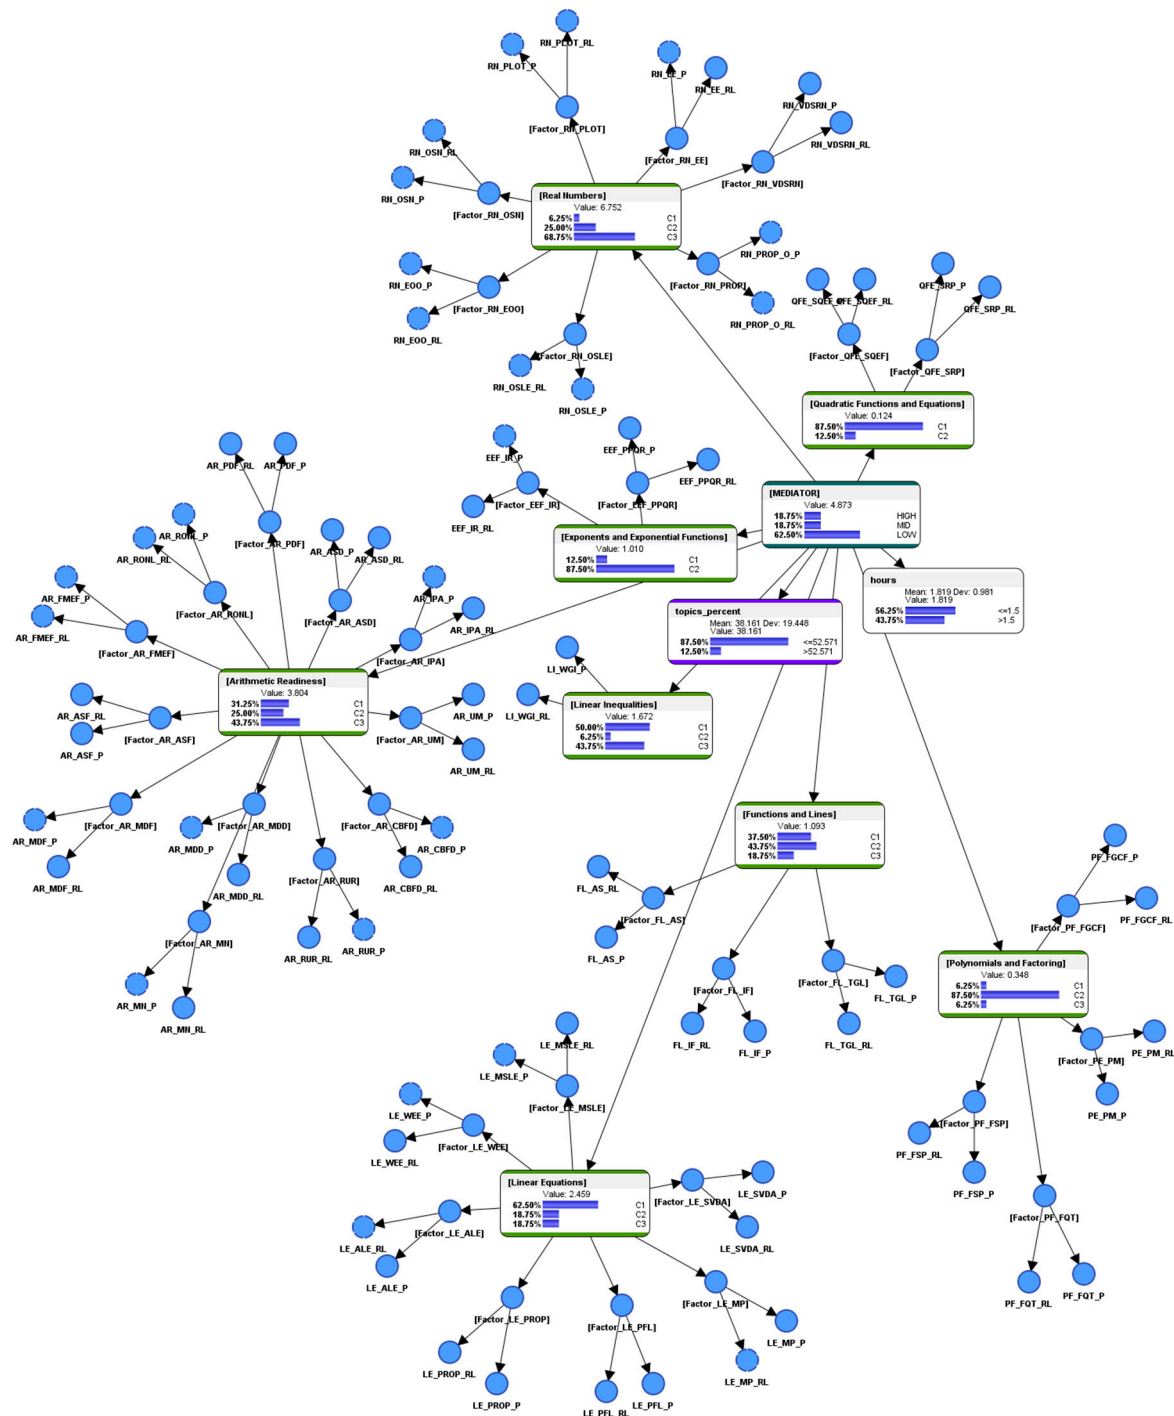 RN_PLOT_RL
RN_PLOT_P
RN_EE_P
RN_EE_RL
RN_VDSRN_P
[Factor_RN_PLOT]
RN_VDSRN_RL
RN_OSN_RL
[Factor_RN_EE]
[Factor_RN_VDSRN]
RN_OSN_P
[Factor_RN_OSN]
[Real Numbers]
Value: 6.752
6.25% C1
25.00% C2
68.75% C3
RN_PROP_O_P
RN_EOO_P
[Factor_RN_PROP]
[Factor_RN_EOO]
RN_EOO_RL
RN_PROP_O_RL
[Factor_RN_OSLE]
RN_OSLE_RL
RN_OSLE_P
QFE_SRP_P
QFE_SQEF_RL
QFE_SRP_RL
[Factor_QFE_SQEF]
[Factor_QFE_SRP]
[Quadratic Functions and Equations]
Value: 0.124
87.50% C1
12.50% C2
EEF_IR_P
EEF_PPQR_P
EEF_PPQR_RL
[Factor_EEF_IR]
[Factor_EEF_PPQR]
EEF_IR_RL
[MEDIATOR]
Value: 4.873
18.75% HIGH
18.75% MID
62.50% LOW
[Exponents and Exponential Functions]
Value: 1.010
12.50% C1
87.50% C2
hours
Mean: 1.819 Dev: 0.981
Value: 1.819
56.25% <=1.5
43.75% >1.5
topics_percent
Mean: 38.161 Dev: 19.448
Value: 38.161
87.50% <=52.571
12.50% >52.571
AR_PDF_RL
AR_PDF_P
AR_RONL_P
[Factor_AR_PDF]
AR_ASD_P
AR_RONL_RL
AR_ASD_RL
AR_FMEF_P
AR_IPA_P
[Factor_AR_RONL]
[Factor_AR_ASD]
AR_IPA_RL
AR_FMEF_RL
[Factor_AR_FMEF]
[Factor_AR_IPA]
[Arithmetic Readiness]
Value: 3.804
31.25% C1
25.00% C2
43.75% C3
AR_ASF_RL
[Factor_AR_ASF]
AR_ASF_P
AR_UM_P
[Factor_AR_UM]
AR_UM_RL
LI_WGI_P
LI_WGI_RL
[Linear Inequalities]
Value: 1.672
50.00% C1
6.25% C2
43.75% C3
[Factor_AR_MDF]
AR_MDF_P
AR_MDF_RL
[Factor_AR_MDD]
AR_MDD_P
AR_MDD_RL
[Factor_AR_CBFD]
AR_CBFD_P
AR_CBFD_RL
[Factor_AR_RUR]
AR_RUR_RL
AR_RUR_P
[Factor_AR_MN]
AR_MN_P
AR_MN_RL
[Functions and Lines]
Value: 1.093
37.50% C1
43.75% C2
18.75% C3
FL_AS_RL
[Factor_FL_AS]
FL_AS_P
[Factor_FL_IF]
FL_IF_RL
FL_IF_P
[Factor_FL_TGL]
FL_TGL_P
FL_TGL_RL
PF_FGCF_P
PF_FGCF_RL
[Factor_PF_FGCF]
[Polynomials and Factoring]
Value: 0.348
6.25% C1
87.50% C2
6.25% C3
PE_PM_RL
[Factor_PE_PM]
PE_PM_P
[Factor_PF_FSP]
PF_FSP_RL
PF_FSP_P
[Factor_PF_FQT]
PF_FQT_RL
PF_FQT_P
LE_MSLE_RL
LE_MSLE_P
LE_WEE_P
[Factor_LE_MSLE]
[Factor_LE_WEE]
LE_WEE_RL
[Linear Equations]
Value: 2.459
62.50% C1
18.75% C2
18.75% C3
LE_SVDA_P
[Factor_LE_SVDA]
LE_SVDA_RL
[Factor_LE_ALE]
LE_ALE_RL
LE_ALE_P
[Factor_LE_MP]
LE_MP_P
LE_MP_RL
[Factor_LE_PROP]
LE_PROP_RL
LE_PROP_P
[Factor_LE_PFL]
LE_PFL_RL
LE_PFL_P